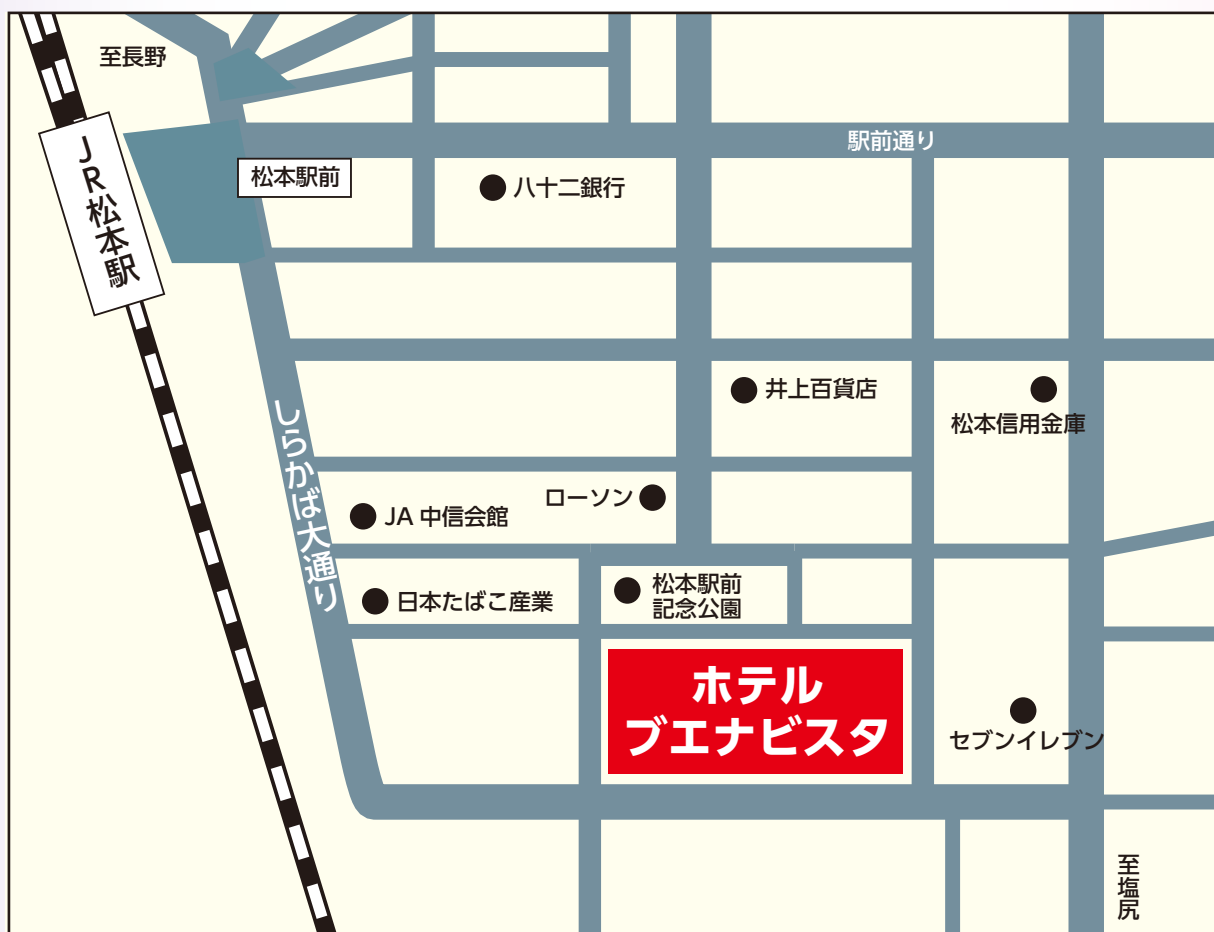 至長野
JR松本駅
松本駅前
駅前通り
八十二銀行
井上百貨店
松本信用金庫
しらかば大通り
ローソン
JA 中信会館
日本たばこ産業
松本駅前
記念公園
ホテル
ブエナビスタ
セブンイレブン
至塩尻